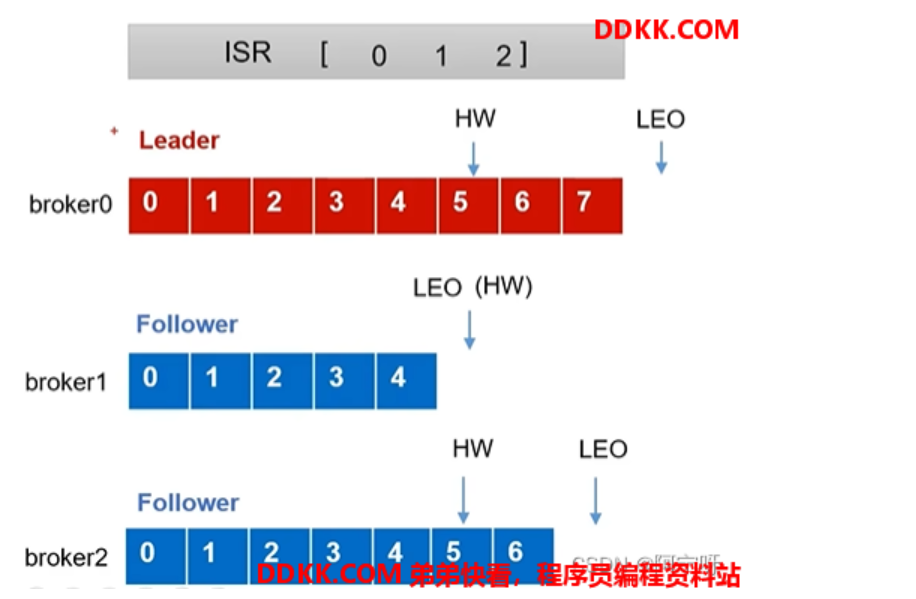 DDKK.COM
ISR [ 0 1 2 ]
HW LEO
Leader
broker0 0 1 2 3 4 5 6 7
LEO (HW)
Follower
broker1 0 1 2 3 4
HW LEO
Follower
broker2 0 1 2 3 4 5 6
CSDN
DDKK.COM 弟弟快看，程序员编程资料站